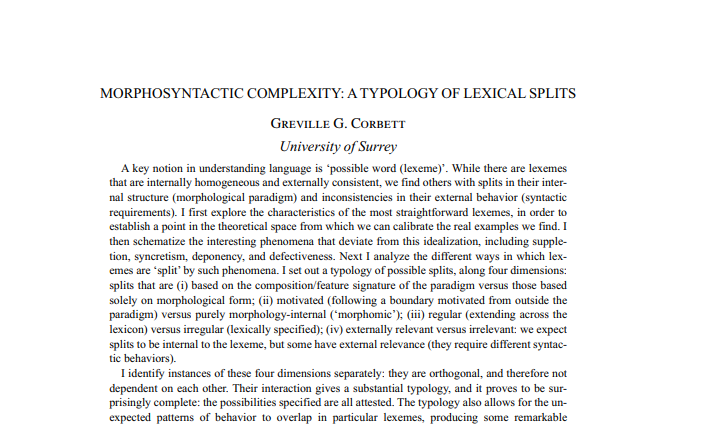 MORPHOSYNTACTIC COMPLEXITY: A TYPOLOGY OF LEXICAL SPLITS
GREVILLE G. CORBETT
University of Surrey
A key notion in understanding language is ‘possible word (lexeme)’. While there are lexemes
that are internally homogeneous and externally consistent, we find others with splits in their inter-
nal structure (morphological paradigm) and inconsistencies in their external behavior (syntactic
requirements). I first explore the characteristics of the most straightforward lexemes, in order to
establish a point in the theoretical space from which we can calibrate the real examples we find. I
then schematize the interesting phenomena that deviate from this idealization, including supple-
tion, syncretism, deponency, and defectiveness. Next I analyze the different ways in which lex-
emes are ‘split’ by such phenomena. I set out a typology of possible splits, along four dimensions:
splits that are (i) based on the composition/feature signature of the paradigm versus those based
solely on morphological form; (ii) motivated (following a boundary motivated from outside the
paradigm) versus purely morphology-internal (‘morphomic’); (iii) regular (extending across the
lexicon) versus irregular (lexically specified); (iv) externally relevant versus irrelevant: we expect
splits to be internal to the lexeme, but some have external relevance (they require different syntac-
tic behaviors).
I identify instances of these four dimensions separately: they are orthogonal, and therefore not
dependent on each other. Their interaction gives a substantial typology, and it proves to be sur-
prisingly complete: the possibilities specified are all attested. The typology also allows for the un-
expected patterns of behavior to overlap in particular lexemes, producing some remarkable